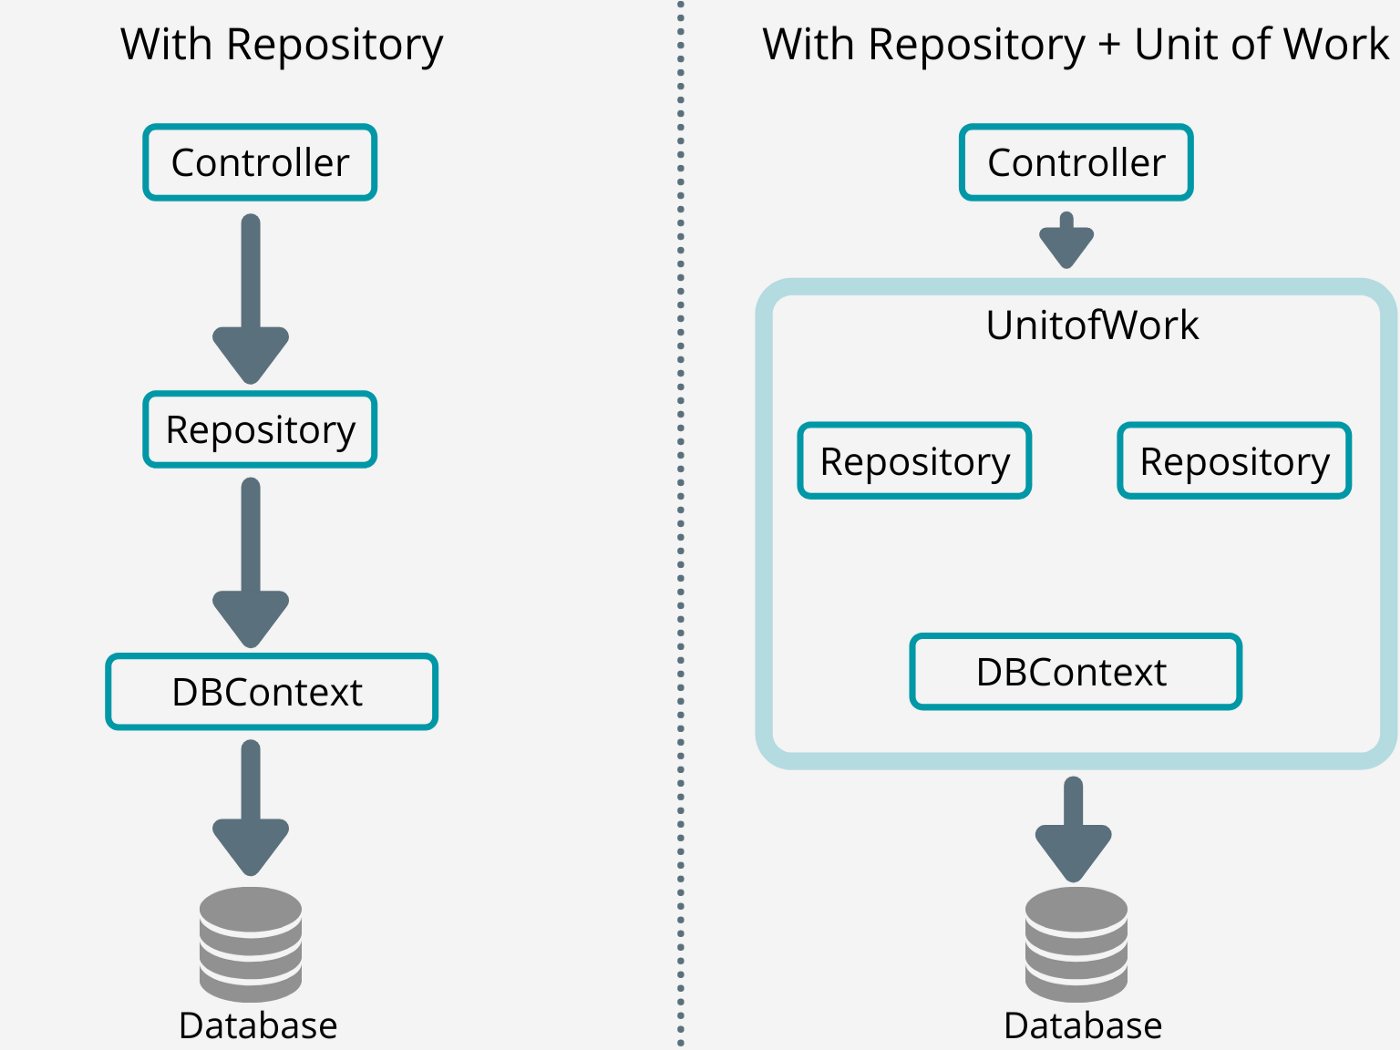 With Repository
Controller
Repository
DBContext
Database
With Repository + Unit of Work
Controller
UnitofWork
Repository
Repository
DBContext
Database